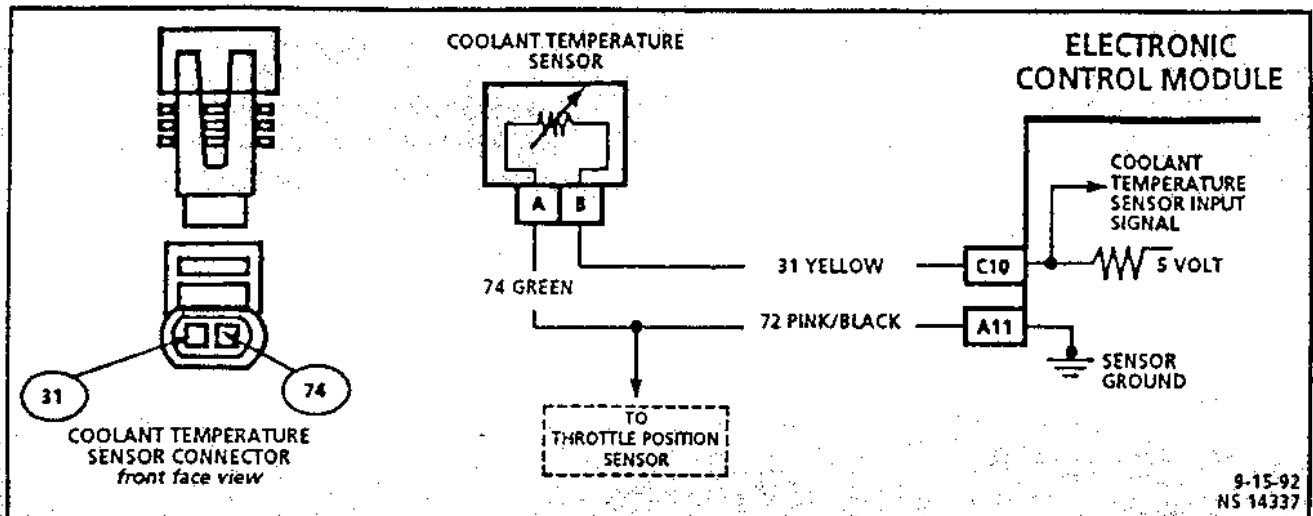 COOLANT TEMPERATURE
SENSOR
A
B
74 GREEN
31 YELLOW
72 PINK/BLACK
TO
THROTTLE POSITION
SENSOR
ELECTRONIC
CONTROL MODULE
COOLANT
TEMPERATURE
SENSOR INPUT
SIGNAL
C10
5 VOLT
A11
SENSOR
GROUND
31
74
COOLANT TEMPERATURE
SENSOR CONNECTOR
front face view
9-15-92
NS 14337